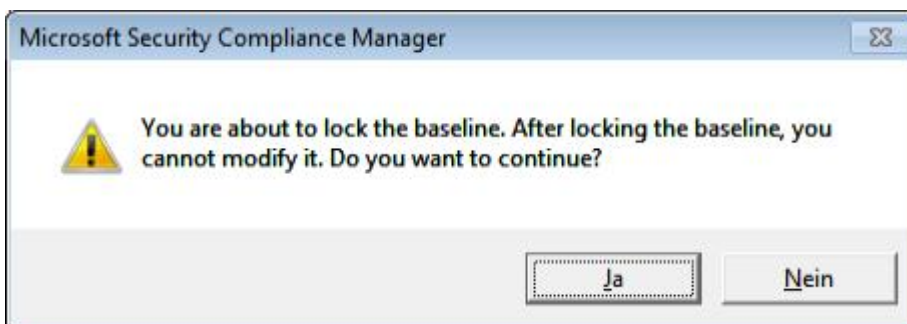 Microsoft Security Compliance Manager
You are about to lock the baseline. After locking the baseline, you
cannot modify it. Do you want to continue?
Ja
Nein